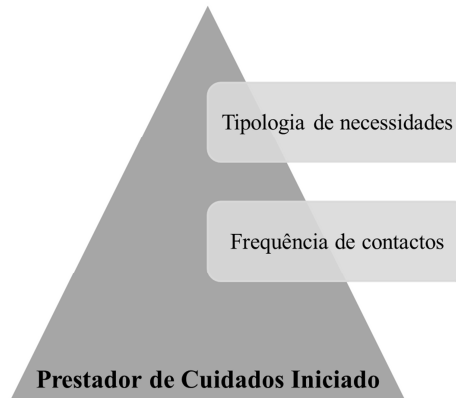 Tipologia de necessidades
Frequência de contactos
Prestador de Cuidados Iniciado